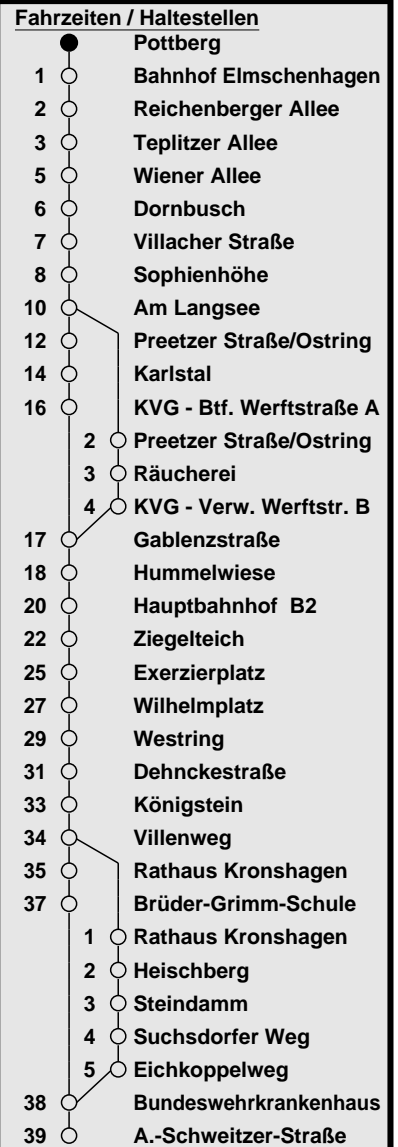 Fahrzeiten / Haltestellen
Pottberg
1 Bahnhof Elmschenhagen
2 Reichenberger Allee
3 Teplitzer Allee
5 Wiener Allee
6 Dornbusch
7 Villacher Straße
8 Sophienhöhe
10 Am Langsee
12 Preetzer Straße/Ostring
14 Karlstal
16 KVG - Btf. Werftstraße A
2 Preetzer Straße/Ostring
3 Räucherei
4 KVG - Verw. Werftstr. B
17 Gablenzstraße
18 Hummelwiese
20 Hauptbahnhof B2
22 Ziegelteich
25 Exerzierplatz
27 Wilhelmplatz
29 Westring
31 Dehnckestraße
33 Königstein
34 Villenweg
35 Rathaus Kronshagen
37 Brüder-Grimm-Schule
1 Rathaus Kronshagen
2 Heischberg
3 Steindamm
4 Suchsdorfer Weg
5 Eichkoppelweg
38 Bundeswehrkrankenhaus
39 A.-Schweitzer-Straße